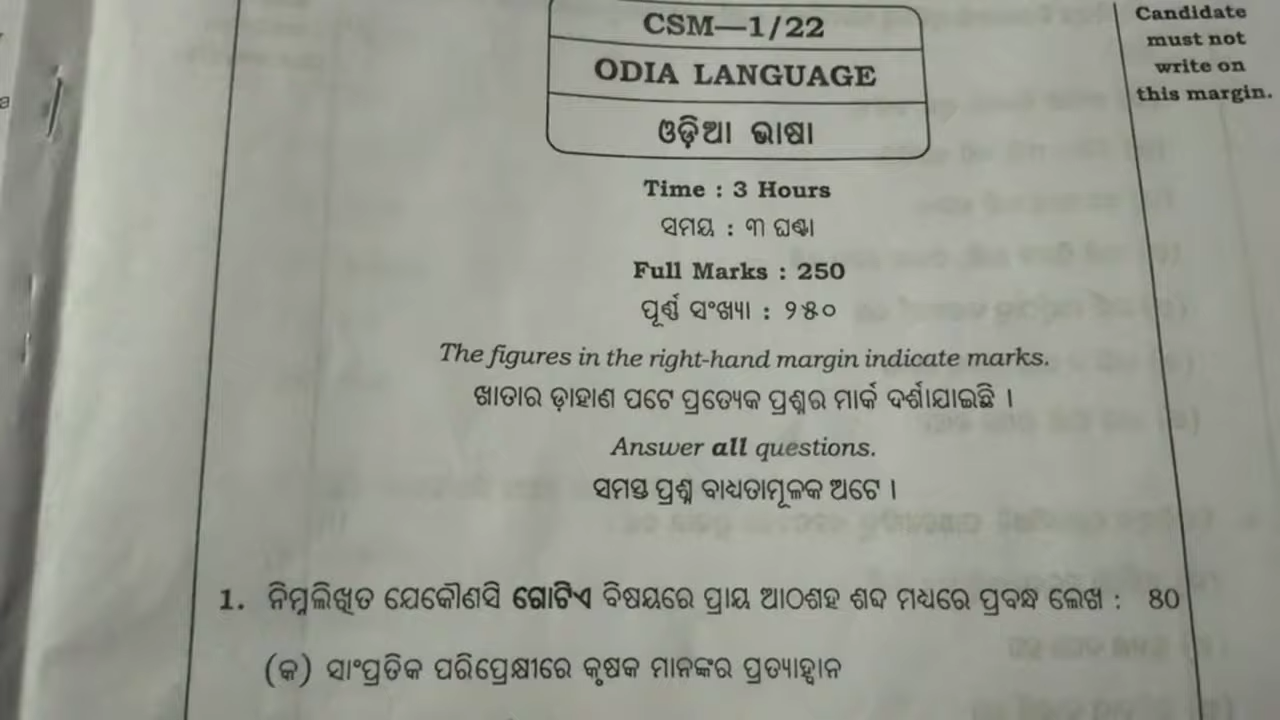 CSM—1/22
ODIA LANGUAGE
ଓଡ଼ିଆ ଭାଷା
Candidate
must not
write on
this margin.
Time : 3 Hours
ସମୟ : ୩ ଘଣ୍ଟା
Full Marks : 250
ପୂର୍ଣ୍ଣ ସଂଖ୍ୟା : ୨୫୦
The figures in the right-hand margin indicate marks.
ଖାତାର ଡ଼ାହାଣ ପଟେ ପ୍ରତ୍ୟେକ ପ୍ରଶ୍ନର ମାର୍କ ଦର୍ଶାଯାଇଛି ।
Answer all questions.
ସମସ୍ତ ପ୍ରଶ୍ନ ବାଧ୍ୟତାମୂଳକ ଅଟେ ।
1. ନିମ୍ନଲିଖିତ ଯେକୌଣସି ଗୋଟିଏ ବିଷୟରେ ପ୍ରାୟ ଆଠଶହ ଶବ୍ଦ ମଧ୍ୟରେ ପ୍ରବନ୍ଧ ଲେଖ : 80
(କ) ସାଂପ୍ରତିକ ପରିପ୍ରେକ୍ଷୀରେ କୃଷକ ମାନଙ୍କର ପ୍ରତ୍ୟାହ୍ୱାନ